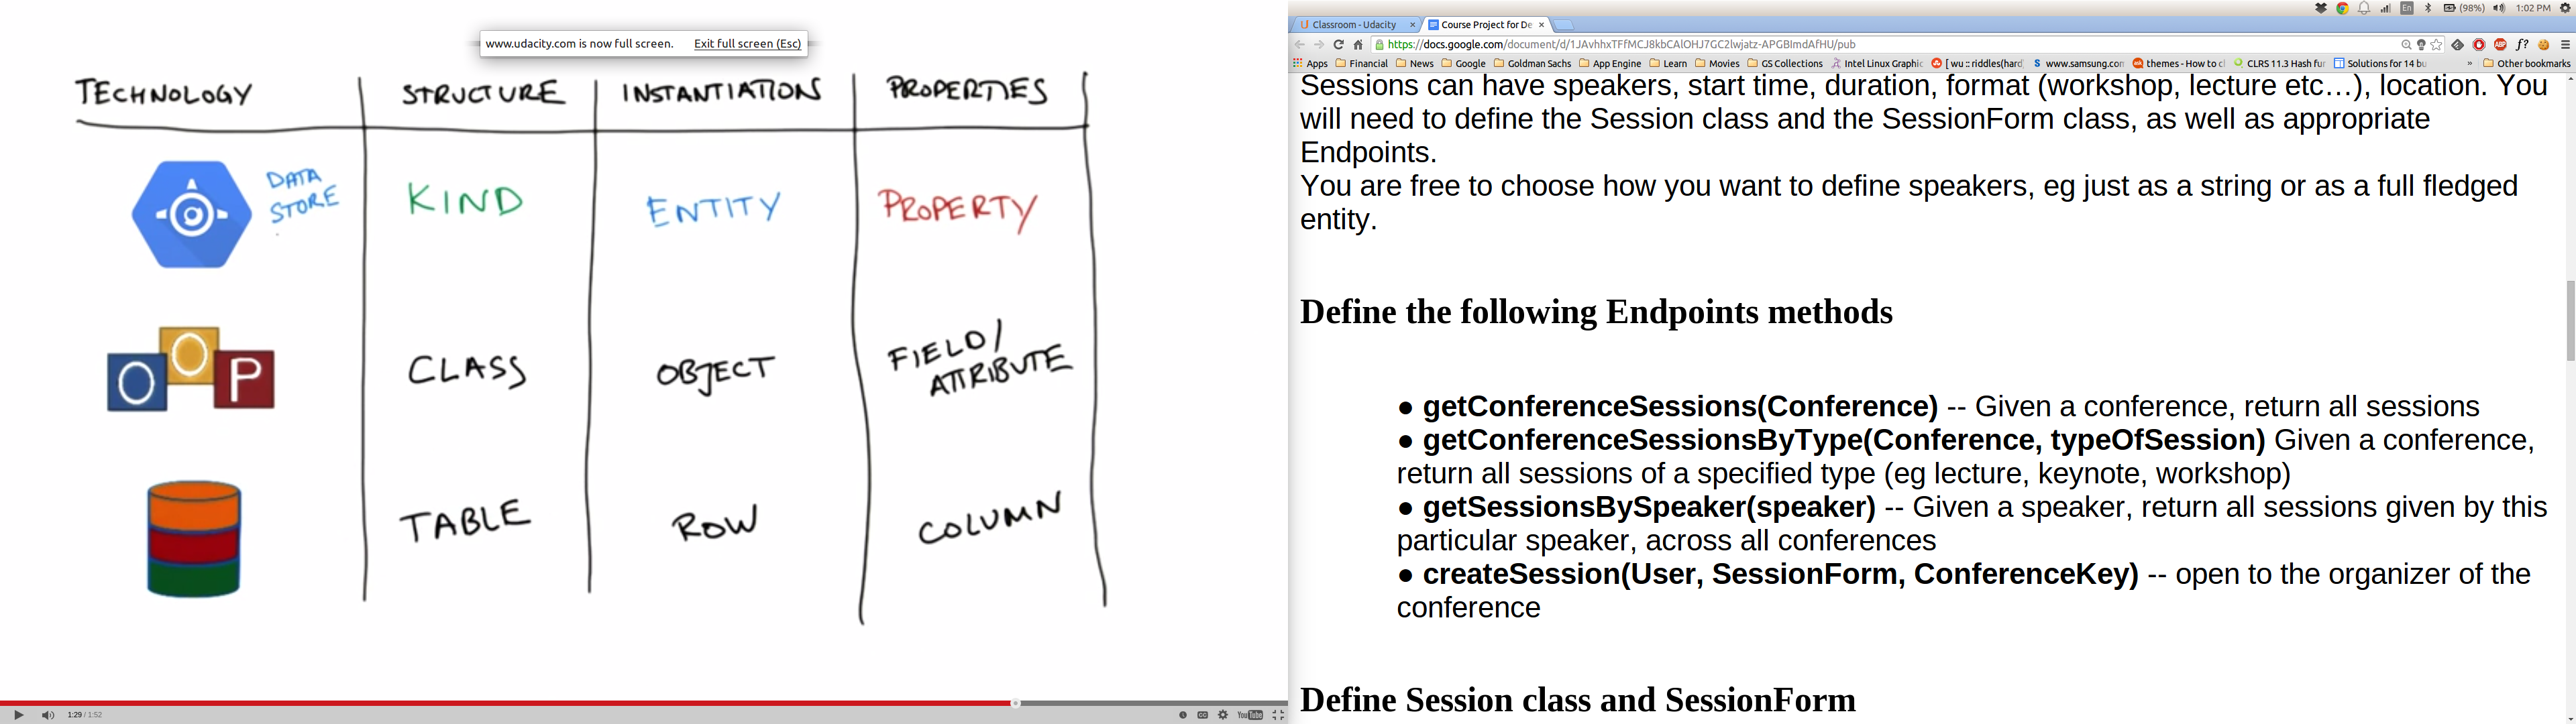 www.udacity.com is now full screen. Exit full screen (Esc)
TECHNOLOGY STRUCTURE INSTANTIATIONS PROPERTIES
DATA
STORE
KIND ENTITY PROPERTY
OOP
CLASS OBJECT FIELD/
ATTRIBUTE
TABLE ROW COLUMN
1:29 / 1:52
CC
YouTube
En (98%) 1:02 PM
Classroom - Udacity × Course Project for De ×
https://docs.google.com/document/d/1JAvhhxTFfMCJ8kbCAlOHJ7GC2lwjatz-APGBImdAfHU/pub
ABP f?
Apps Financial News Google Goldman Sachs App Engine Learn Movies GS Collections Intel Linux Graphic [ wu :: riddles(hard) www.samsung.com themes - How to cl CLRS 11.3 Hash fun Solutions for 14 bu » Other bookmarks
Sessions can have speakers, start time, duration, format (workshop, lecture etc…), location. You
will need to define the Session class and the SessionForm class, as well as appropriate
Endpoints.
You are free to choose how you want to define speakers, eg just as a string or as a full fledged
entity.
Define the following Endpoints methods
● getConferenceSessions(Conference) -- Given a conference, return all sessions
● getConferenceSessionsByType(Conference, typeOfSession) Given a conference,
return all sessions of a specified type (eg lecture, keynote, workshop)
● getSessionsBySpeaker(speaker) -- Given a speaker, return all sessions given by this
particular speaker, across all conferences
● createSession(User, SessionForm, ConferenceKey) -- open to the organizer of the
conference
Define Session class and SessionForm